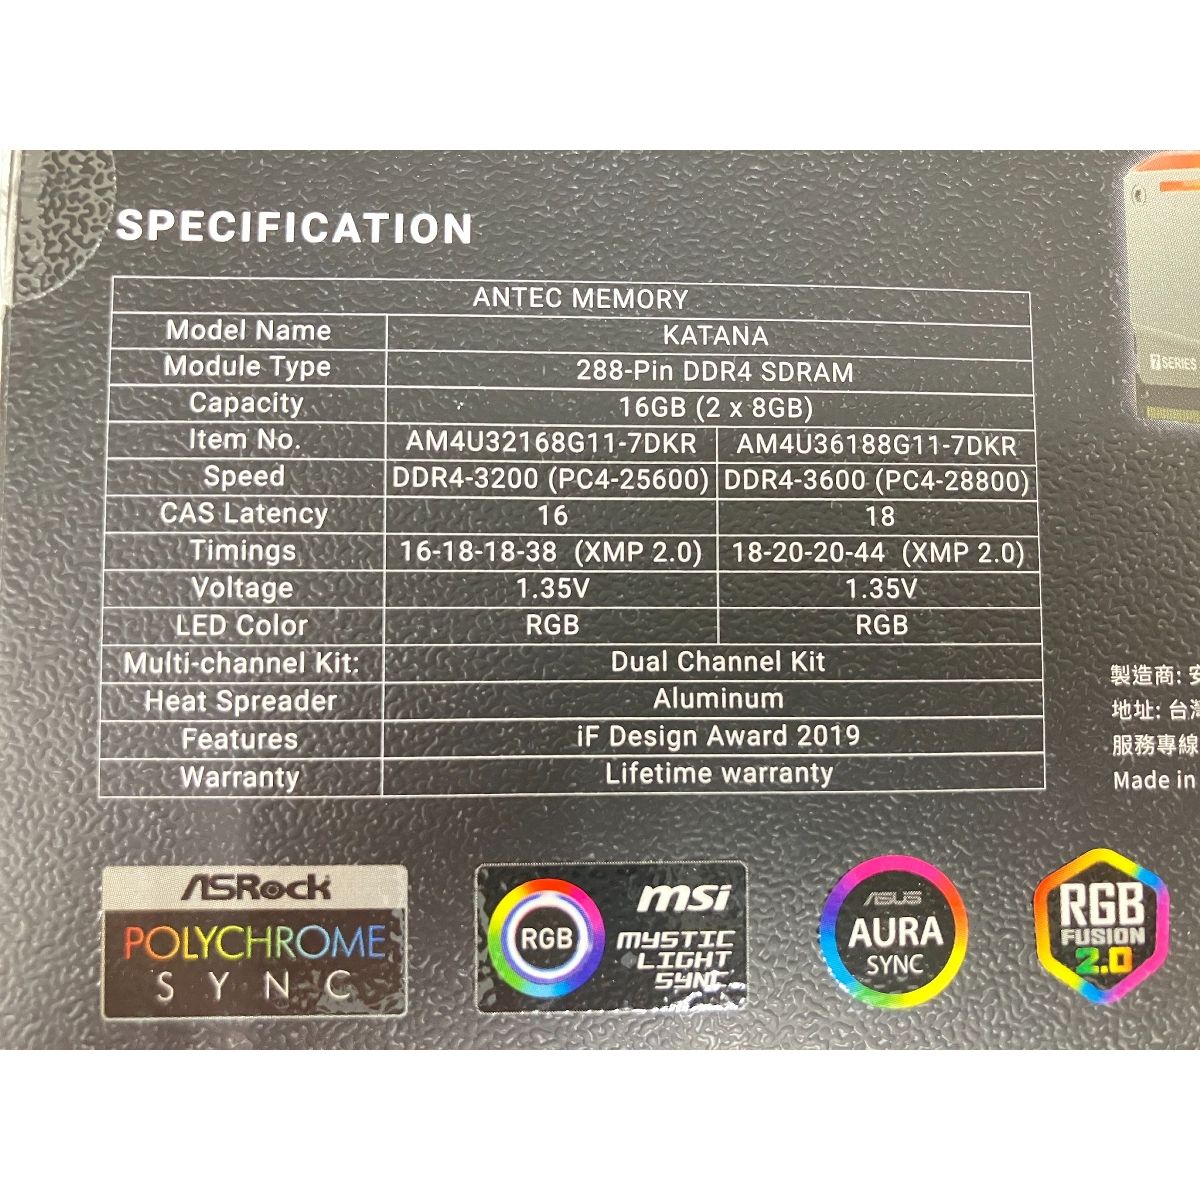 SPECIFICATION
ANTEC MEMORY
Model Name KATANA
Module Type 288-Pin DDR4 SDRAM
Capacity 16GB (2 x 8GB)
Item No. AM4U32168G11-7DKR AM4U36188G11-7DKR
Speed DDR4-3200 (PC4-25600) DDR4-3600 (PC4-28800)
CAS Latency 16 18
Timings 16-18-18-38 (XMP 2.0) 18-20-20-44 (XMP 2.0)
Voltage 1.35V 1.35V
LED Color RGB RGB
Multi-channel Kit: Dual Channel Kit
Heat Spreader Aluminum
Features iF Design Award 2019
Warranty Lifetime warranty
7 SERIES
製造商: 安
地址: 台灣
服務專線
Made in
ASRock
POLYCHROME
SYNC
RGB
msi
MYSTIC
LIGHT
SYNC
ASUS
AURA
SYNC
RGB
FUSION
2.0